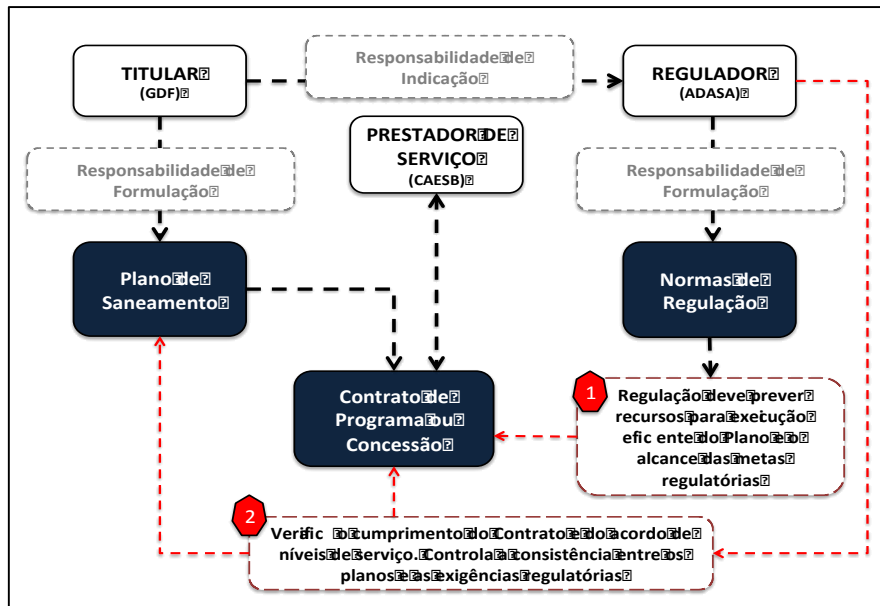 TITULAR
(GDF)
Responsabilidade de
Indicação
REGULADOR
(ADASA)
PRESTADOR DE
SERVIÇO
(CAESB)
Responsabilidade de
Formulação
Responsabilidade de
Formulação
Plano de
Saneamento
Normas de
Regulação
Contrato de
Programa ou
Concessão
1
Regulação deve prever
recursos para execução
eficente do Plano e o
alcance das metas
regulatórias
2
Verific o cumprimento do Contrato e do acordo de
níveis de serviço. Controla a consistência entre os
planos e as exigências regulatórias